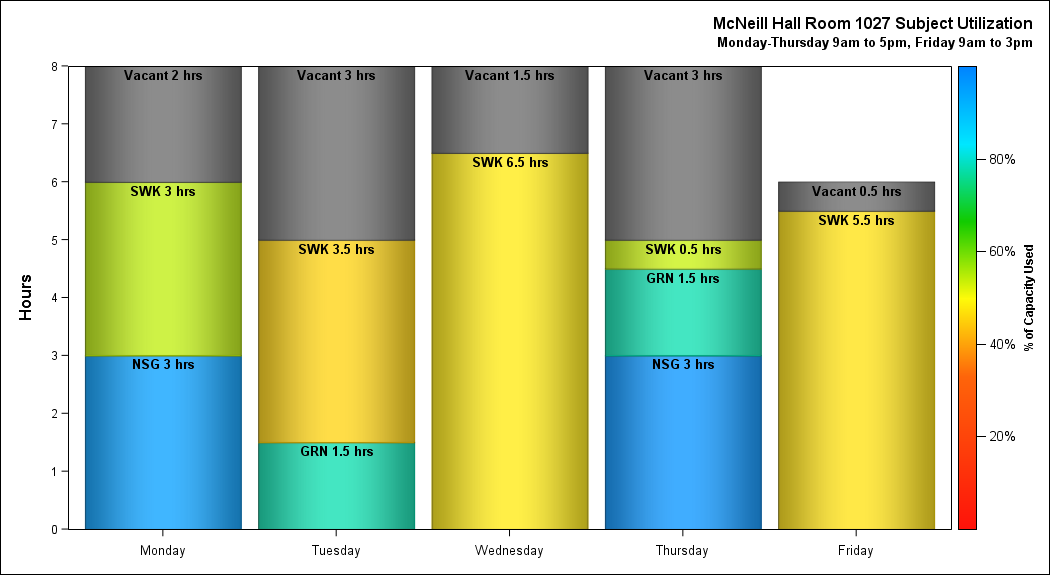 McNeill Hall Room 1027 Subject Utilization
Monday-Thursday 9am to 5pm, Friday 9am to 3pm
Hours
8
7
6
5
4
3
2
1
0
Vacant 2 hrs
SWK 3 hrs
NSG 3 hrs
Vacant 3 hrs
SWK 3.5 hrs
GRN 1.5 hrs
Vacant 1.5 hrs
SWK 6.5 hrs
Vacant 3 hrs
SWK 0.5 hrs
GRN 1.5 hrs
NSG 3 hrs
Vacant 0.5 hrs
SWK 5.5 hrs
Monday
Tuesday
Wednesday
Thursday
Friday
80%
60%
40%
20%
% of Capacity Used